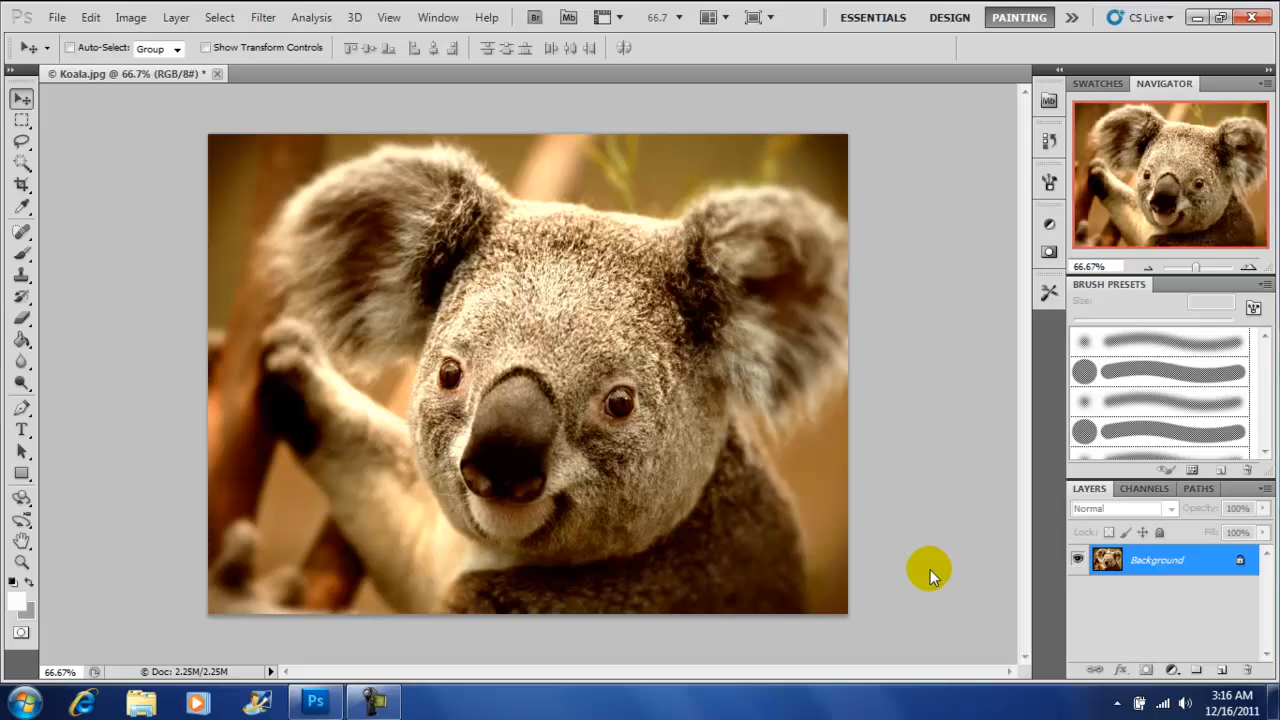 Ps File Edit Image Layer Select Filter Analysis 3D View Window Help Br Mb 66.7 ESSENTIALS DESIGN PAINTING CS Live
Auto-Select: Group Show Transform Controls
© Koala.jpg @ 66.7% (RGB/8#) *
SWATCHES NAVIGATOR
Mb
66.67%
BRUSH PRESETS
Size:
LAYERS CHANNELS PATHS
Normal Opacity: 100%
Lock: Fill: 100%
Background
T
66.67% © Doc: 2.25M/2.25M
Ps
3:16 AM
12/16/2011